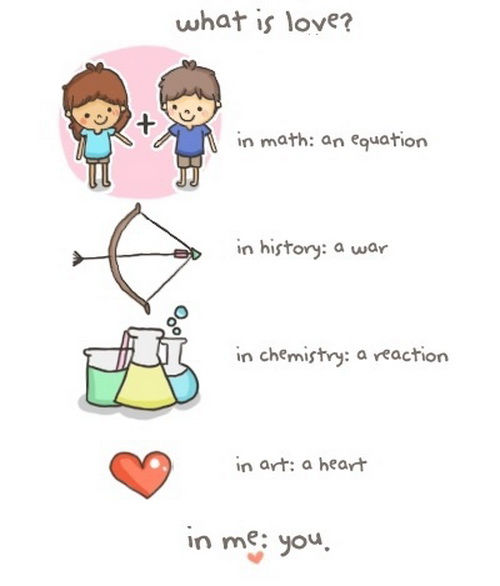 what is love?
+
in math: an equation
in history: a war
in chemistry: a reaction
in art: a heart
in me: you.